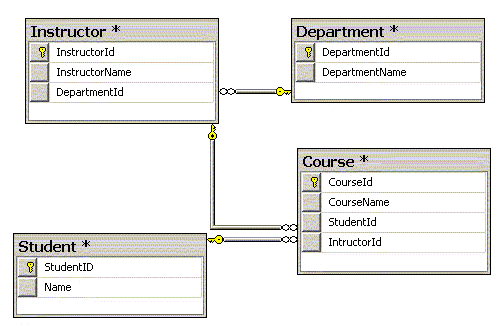 Instructor *
InstructorId
InstructorName
DepartmentId
Department *
DepartmentId
DepartmentName
Course *
CourseId
CourseName
StudentId
IntructorId
Student *
StudentID
Name